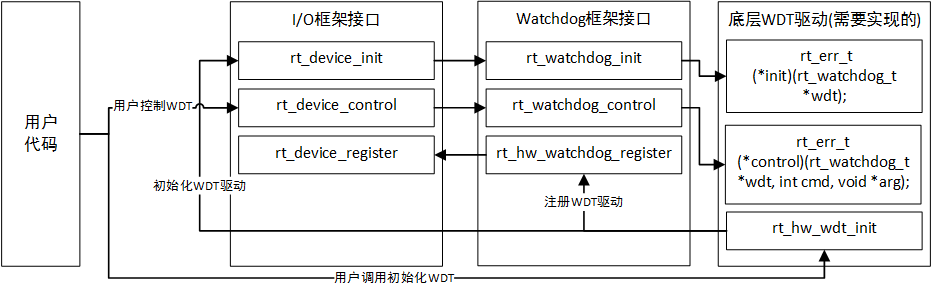 I/O框架接口
Watchdog框架接口
底层WDT驱动(需要实现的)
rt_device_init
rt_watchdog_init
rt_err_t
(*init)(rt_watchdog_t
*wdt);
用户控制WDT
rt_device_control
rt_watchdog_control
用户
代码
rt_device_register
rt_hw_watchdog_register
rt_err_t
(*control)(rt_watchdog_t
*wdt, int cmd, void *arg);
初始化WDT驱动
注册WDT驱动
rt_hw_wdt_init
用户调用初始化WDT